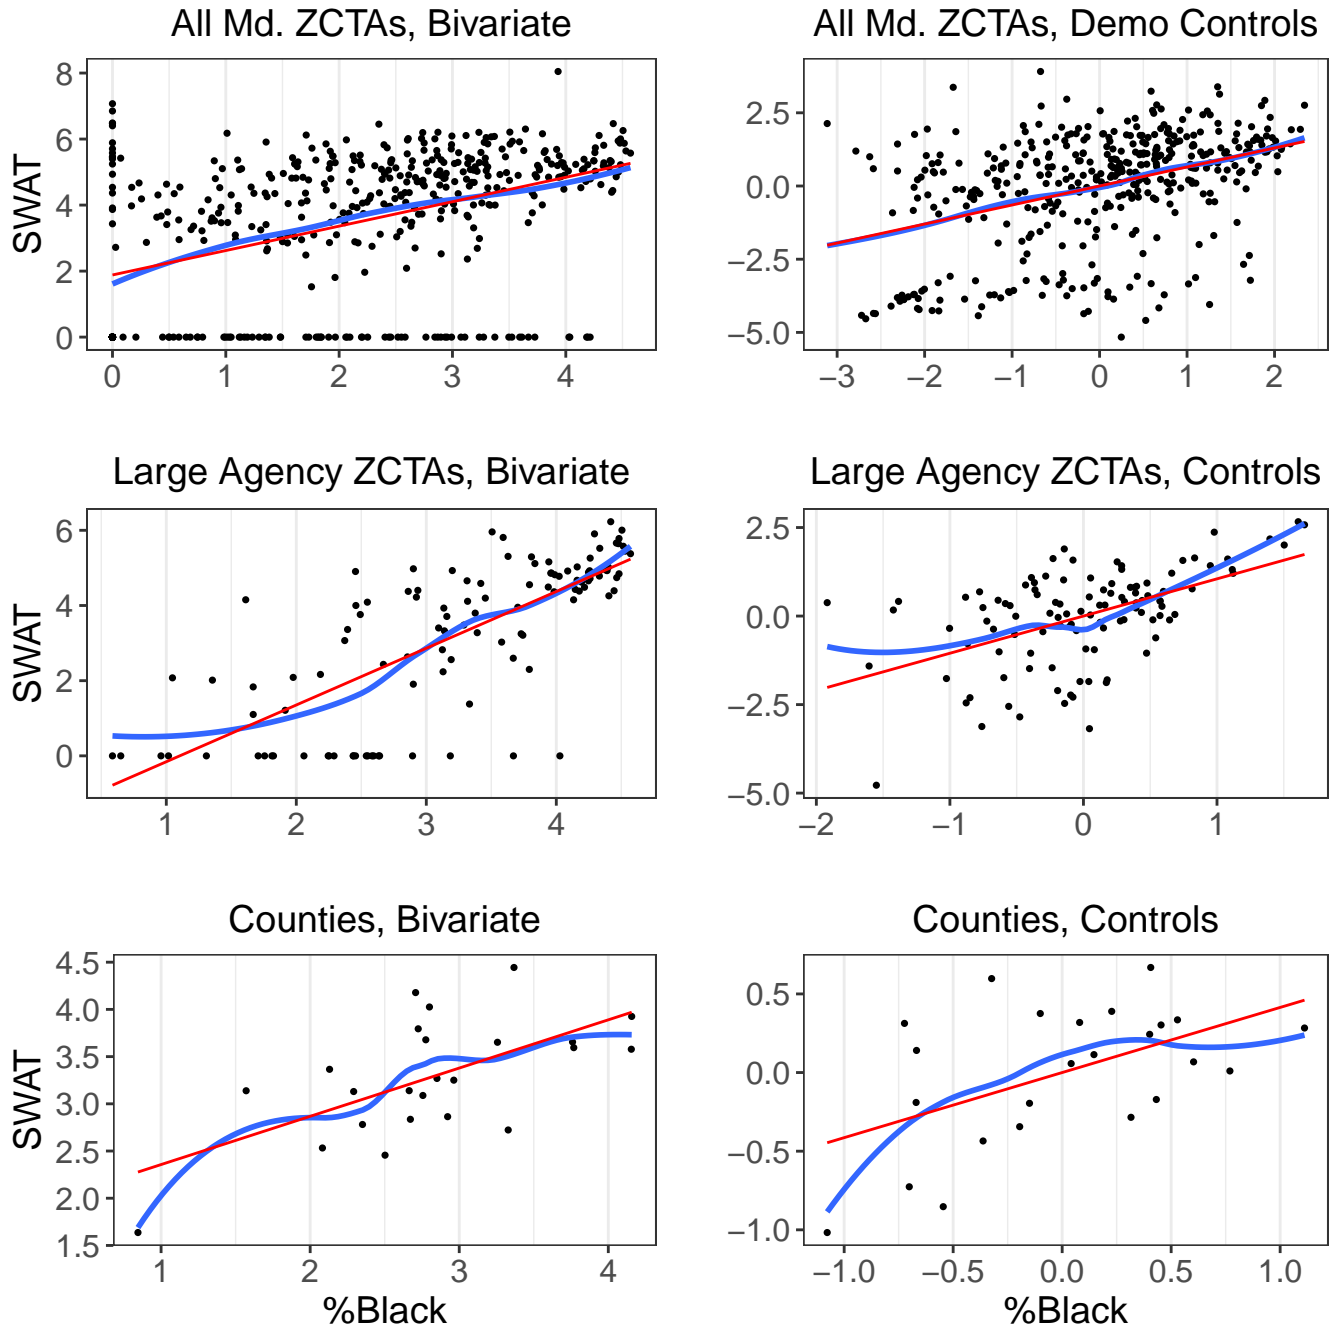 All Md. ZCTAs, Bivariate
All Md. ZCTAs, Demo Controls
SWAT
8
6
4
2
0
0 1 2 3 4
2.5
0.0
−2.5
−5.0
−3 −2 −1 0 1 2
Large Agency ZCTAs, Bivariate
Large Agency ZCTAs, Controls
SWAT
6
4
2
0
1 2 3 4
2.5
0.0
−2.5
−5.0
−2 −1 0 1
Counties, Bivariate
Counties, Controls
SWAT
4.5
4.0
3.5
3.0
2.5
2.0
1.5
1 2 3 4
%Black
0.5
0.0
−0.5
−1.0
−1.0 −0.5 0.0 0.5 1.0
%Black